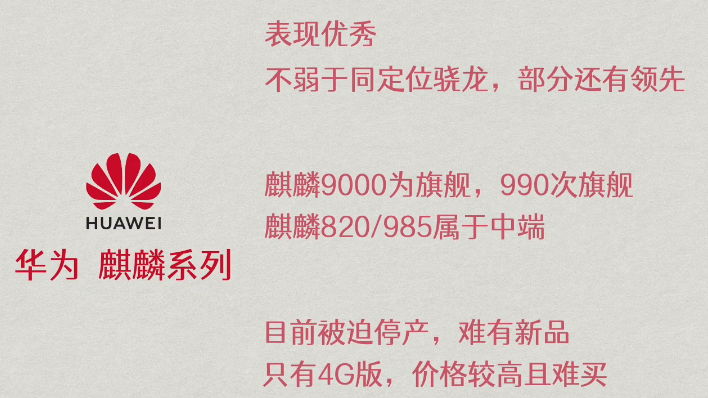 表现优秀
不弱于同定位骁龙，部分还有领先
HUAWEI
华为 麒麟系列
麒麟9000为旗舰，990次旗舰
麒麟820/985属于中端
目前被迫停产，难有新品
只有4G版，价格较高且难买